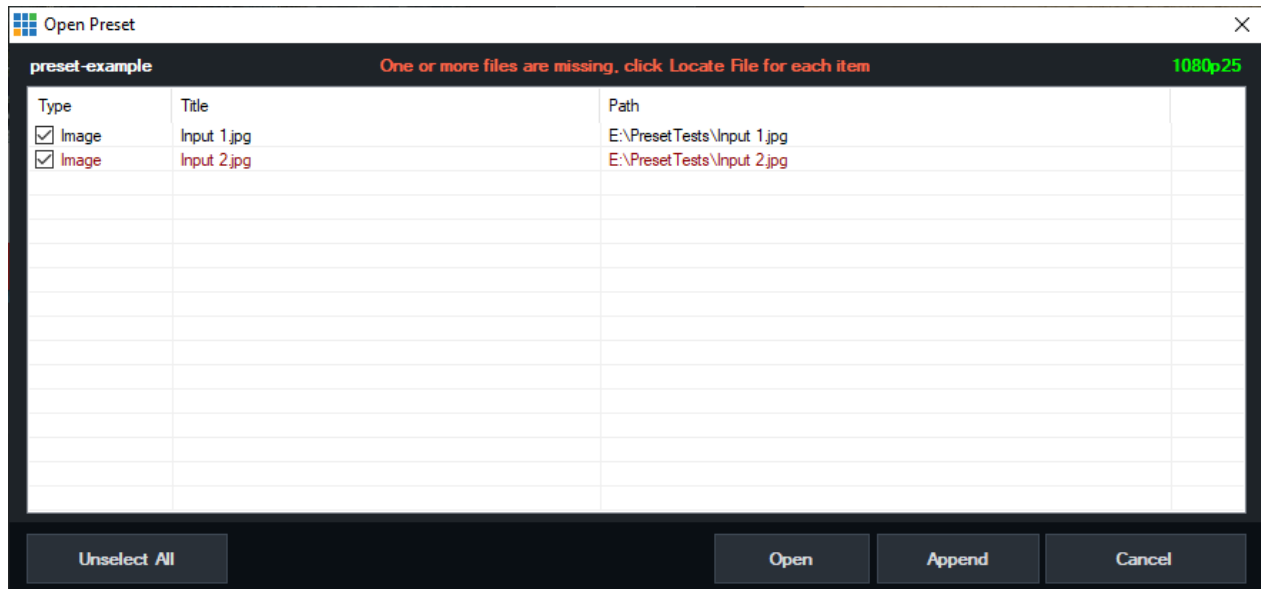 Open Preset
preset-example One or more files are missing, click Locate File for each item 1080p25
Type Title Path
Image Input 1.jpg E:\PresetTests\Input 1.jpg
Image Input 2.jpg E:\PresetTests\Input 2.jpg
Unselect All Open Append Cancel